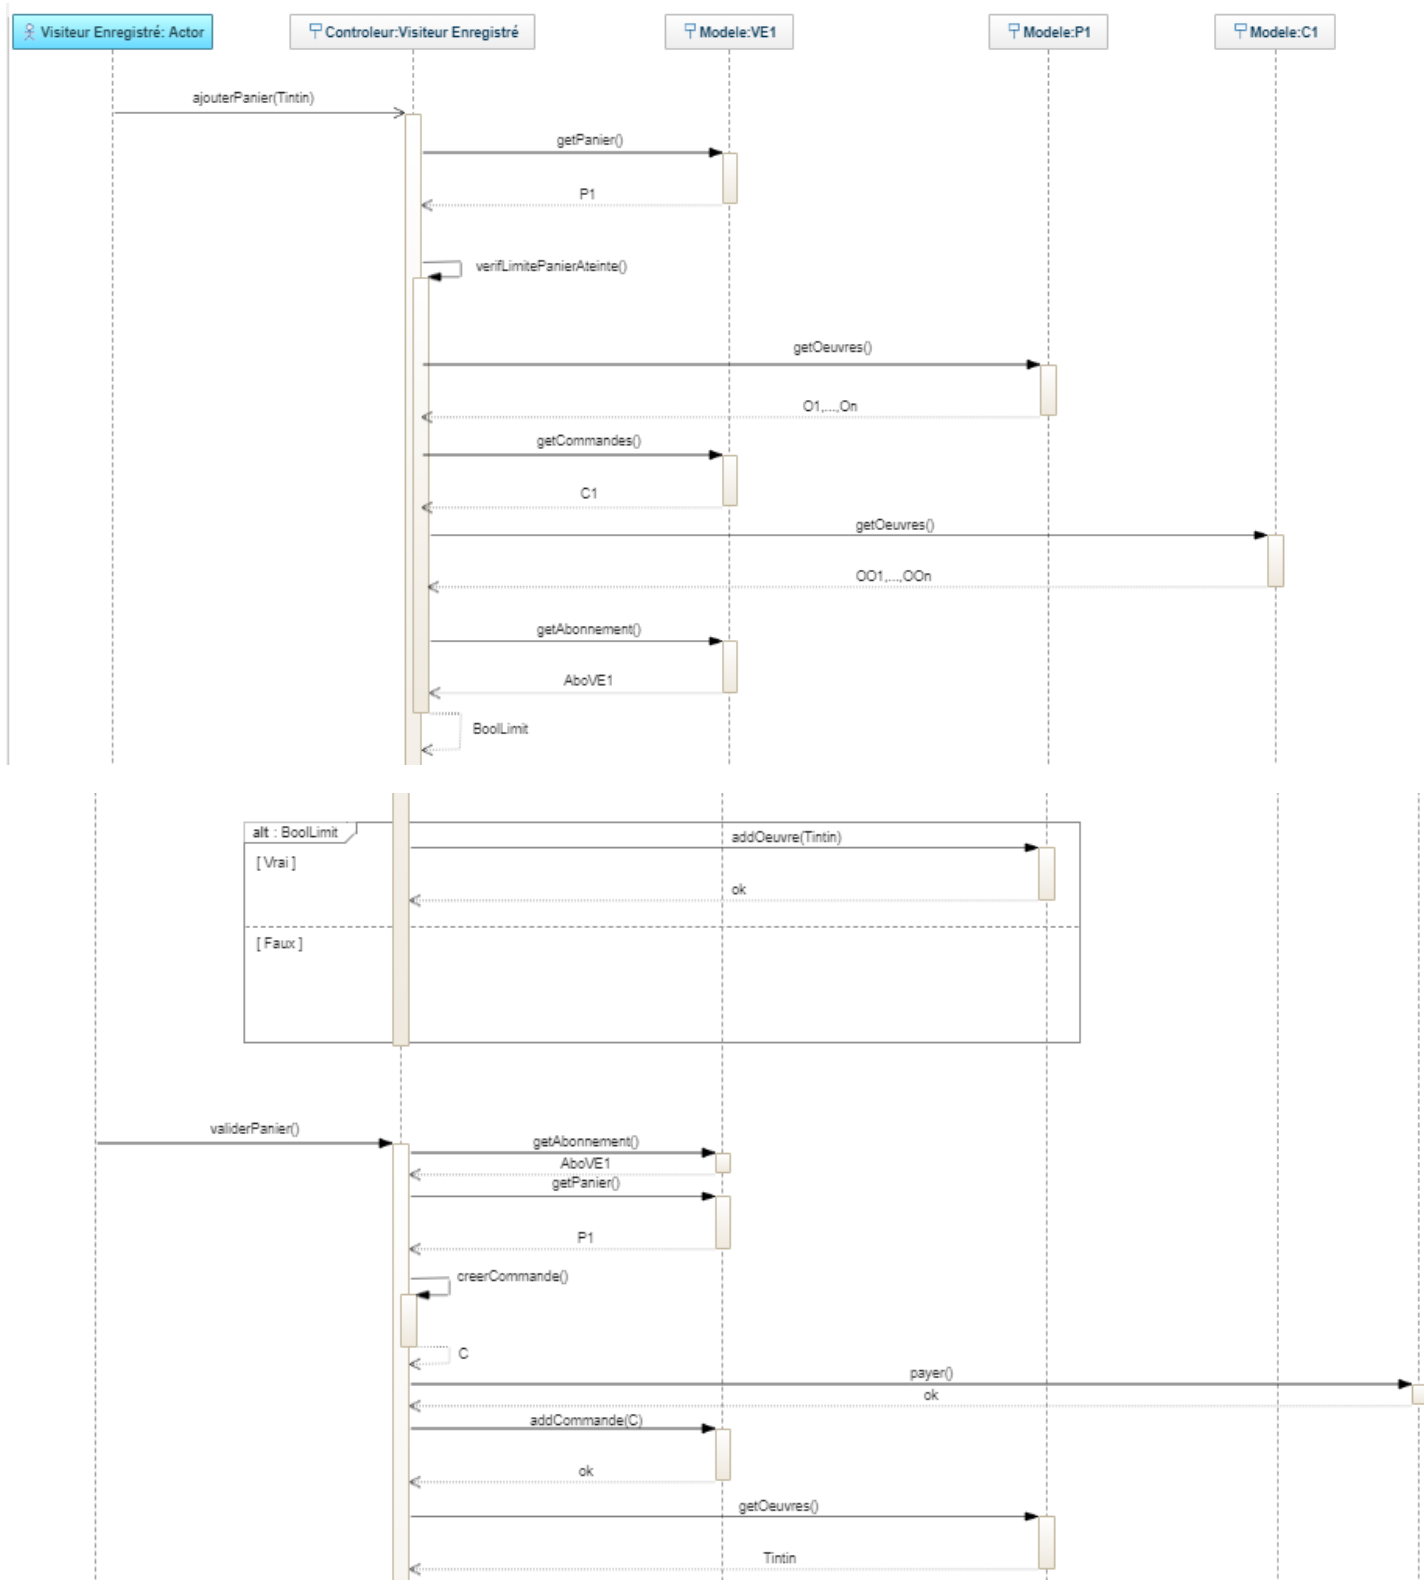 Visiteur Enregistré: Actor
Controleur:Visiteur Enregistré
Modele:VE1
Modele:P1
Modele:C1
ajouterPanier(Tintin)
getPanier()
P1
verifLimitePanierAteinte()
getOeuvres()
O1,...,On
getCommandes()
C1
getOeuvres()
OO1,...,OOn
getAbonnement()
AboVE1
BoolLimit
alt : BoolLimit
addOeuvre(Tintin)
[ Vrai ]
ok
[ Faux ]
validerPanier()
getAbonnement()
AboVE1
getPanier()
P1
creerCommande()
C
payer()
ok
addCommande(C)
ok
getOeuvres()
Tintin